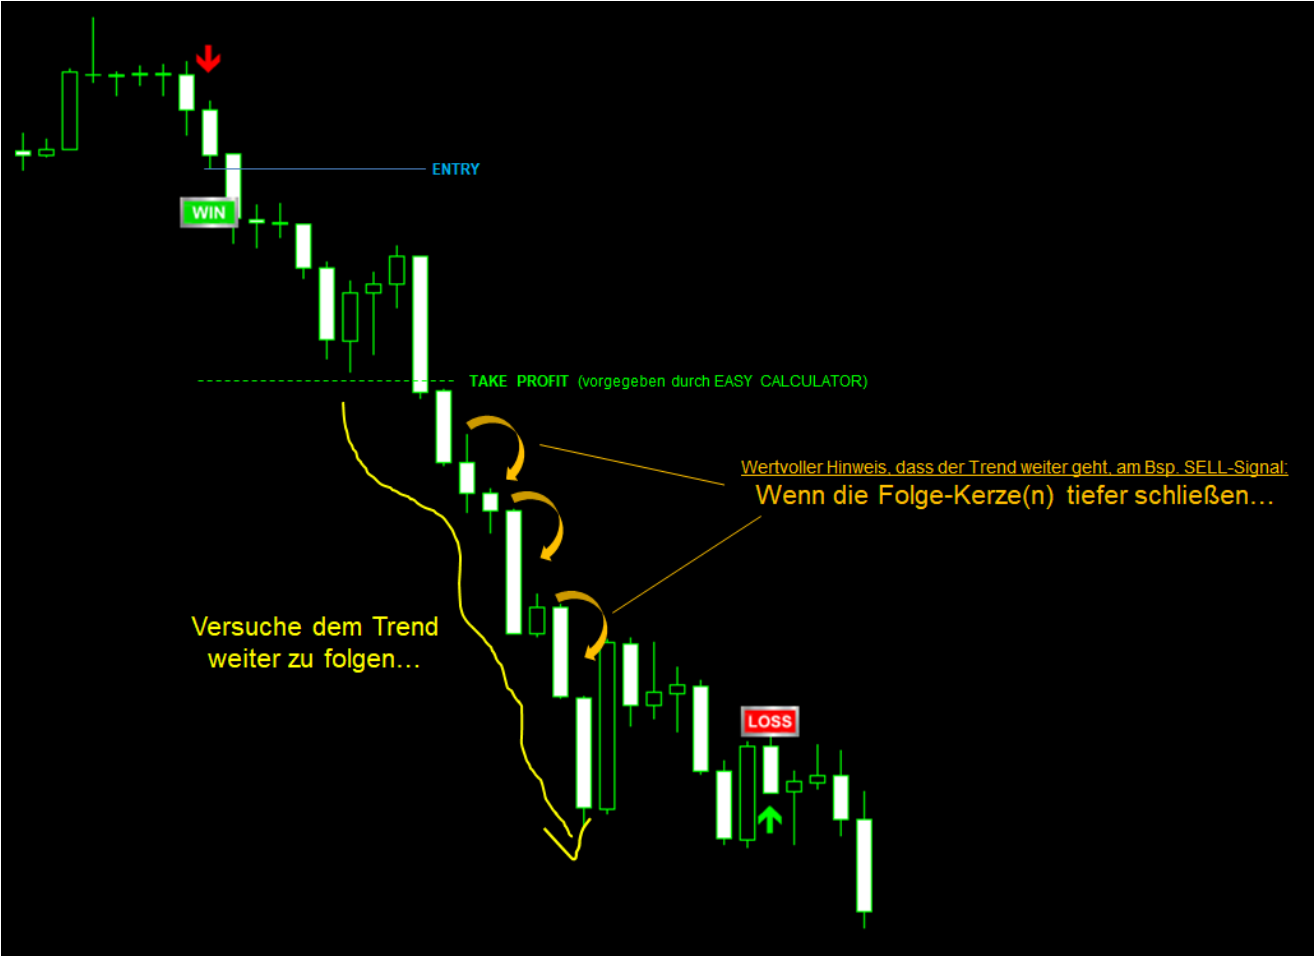 ENTRY
WIN
TAKE PROFIT (vorgegeben durch EASY CALCULATOR)
Wertvoller Hinweis, dass der Trend weiter geht, am Bsp. SELL-Signal:
Wenn die Folge-Kerze(n) tiefer schließen...
Versuche dem Trend
weiter zu folgen...
LOSS